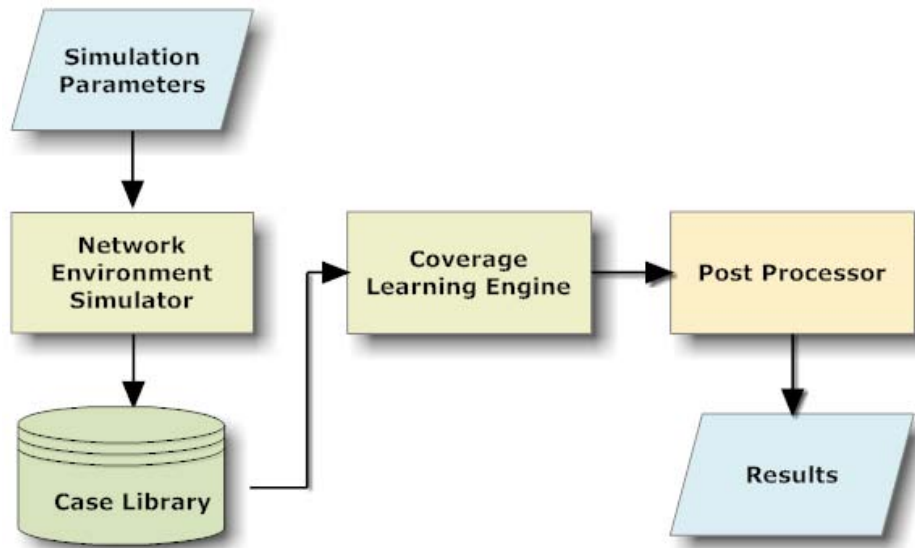 Simulation
Parameters
Network
Environment
Simulator
Case Library
Coverage
Learning Engine
Post Processor
Results